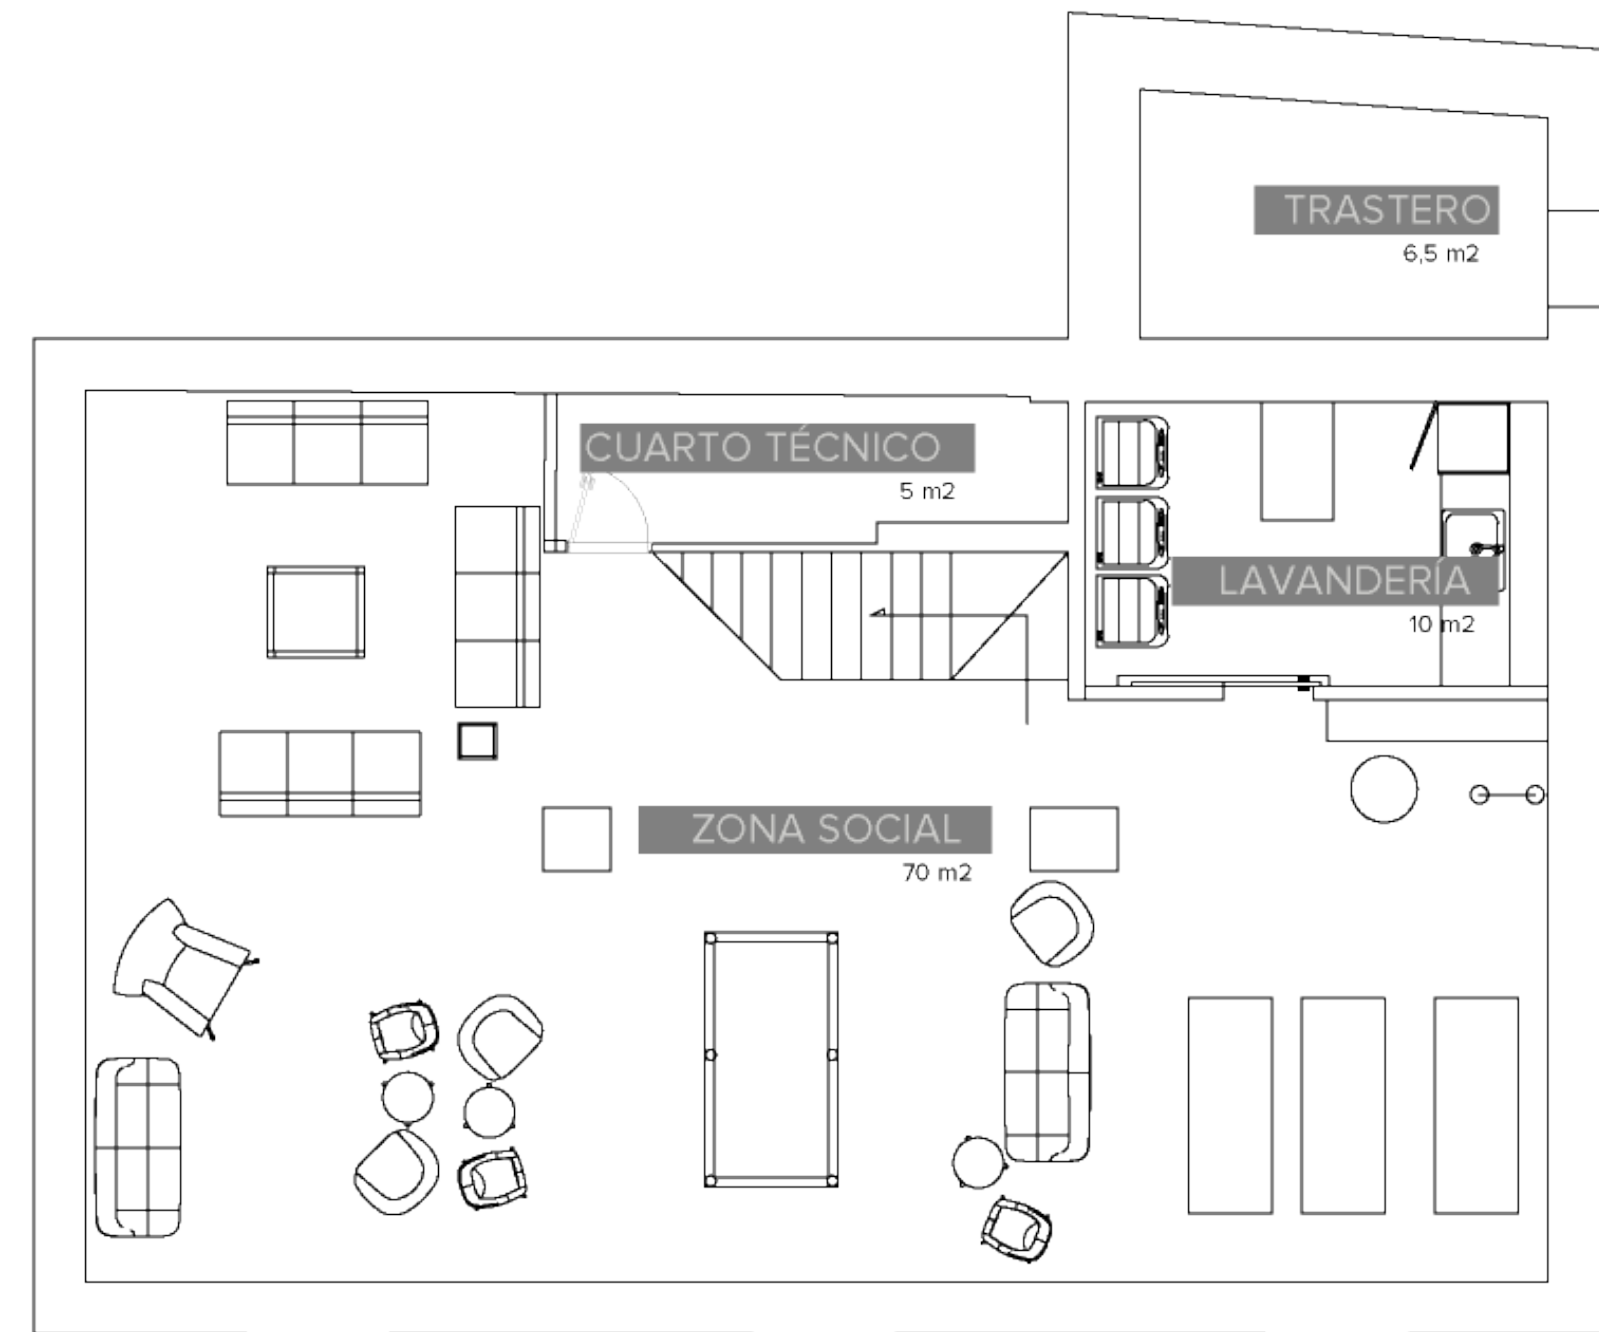 TRASTERO
6,5 m2
CUARTO TÉCNICO
5 m2
LAVANDERÍA
10 m2
ZONA SOCIAL
70 m2